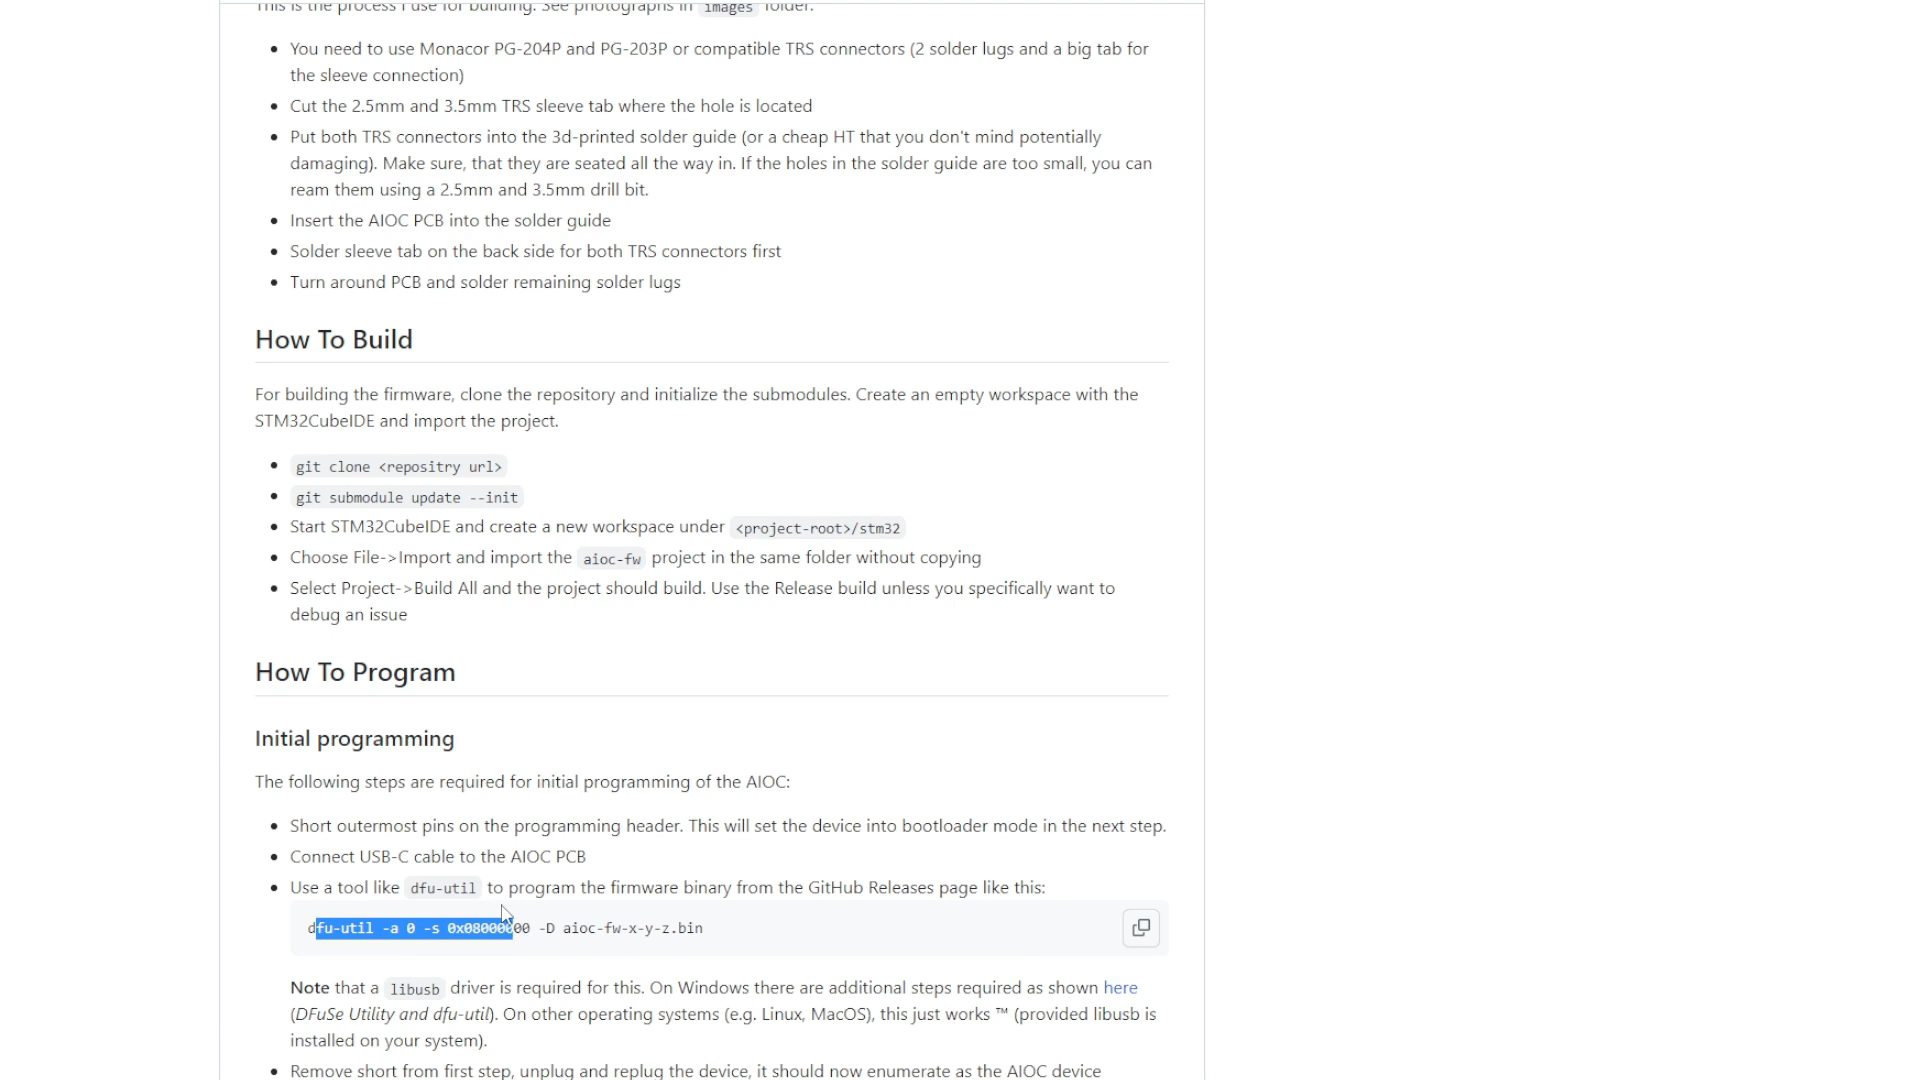 This is the process I use for building. See photographs in images folder.
You need to use Monacor PG-204P and PG-203P or compatible TRS connectors (2 solder lugs and a big tab for
the sleeve connection)
Cut the 2.5mm and 3.5mm TRS sleeve tab where the hole is located
Put both TRS connectors into the 3d-printed solder guide (or a cheap HT that you don't mind potentially
damaging). Make sure, that they are seated all the way in. If the holes in the solder guide are too small, you can
ream them using a 2.5mm and 3.5mm drill bit.
Insert the AIOC PCB into the solder guide
Solder sleeve tab on the back side for both TRS connectors first
Turn around PCB and solder remaining solder lugs
How To Build
For building the firmware, clone the repository and initialize the submodules. Create an empty workspace with the
STM32CubeIDE and import the project.
git clone <repositry url>
git submodule update --init
Start STM32CubeIDE and create a new workspace under <project-root>/stm32
Choose File->Import and import the aioc-fw project in the same folder without copying
Select Project->Build All and the project should build. Use the Release build unless you specifically want to
debug an issue
How To Program
Initial programming
The following steps are required for initial programming of the AIOC:
Short outermost pins on the programming header. This will set the device into bootloader mode in the next step.
Connect USB-C cable to the AIOC PCB
Use a tool like dfu-util to program the firmware binary from the GitHub Releases page like this:
dfu-util -a 0 -s 0x08000000 -D aioc-fw-x-y-z.bin
Note that a libusb driver is required for this. On Windows there are additional steps required as shown here
(DFuSe Utility and dfu-util). On other operating systems (e.g. Linux, MacOS), this just works ™ (provided libusb is
installed on your system).
Remove short from first step, unplug and replug the device, it should now enumerate as the AIOC device